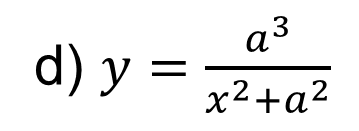 d) y = a³ / (x²+a²)